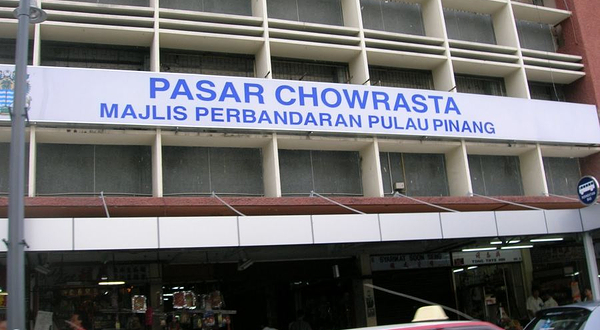 PASAR CHOWRASTA
MAJLIS PERBANDARAN PULAU PINANG